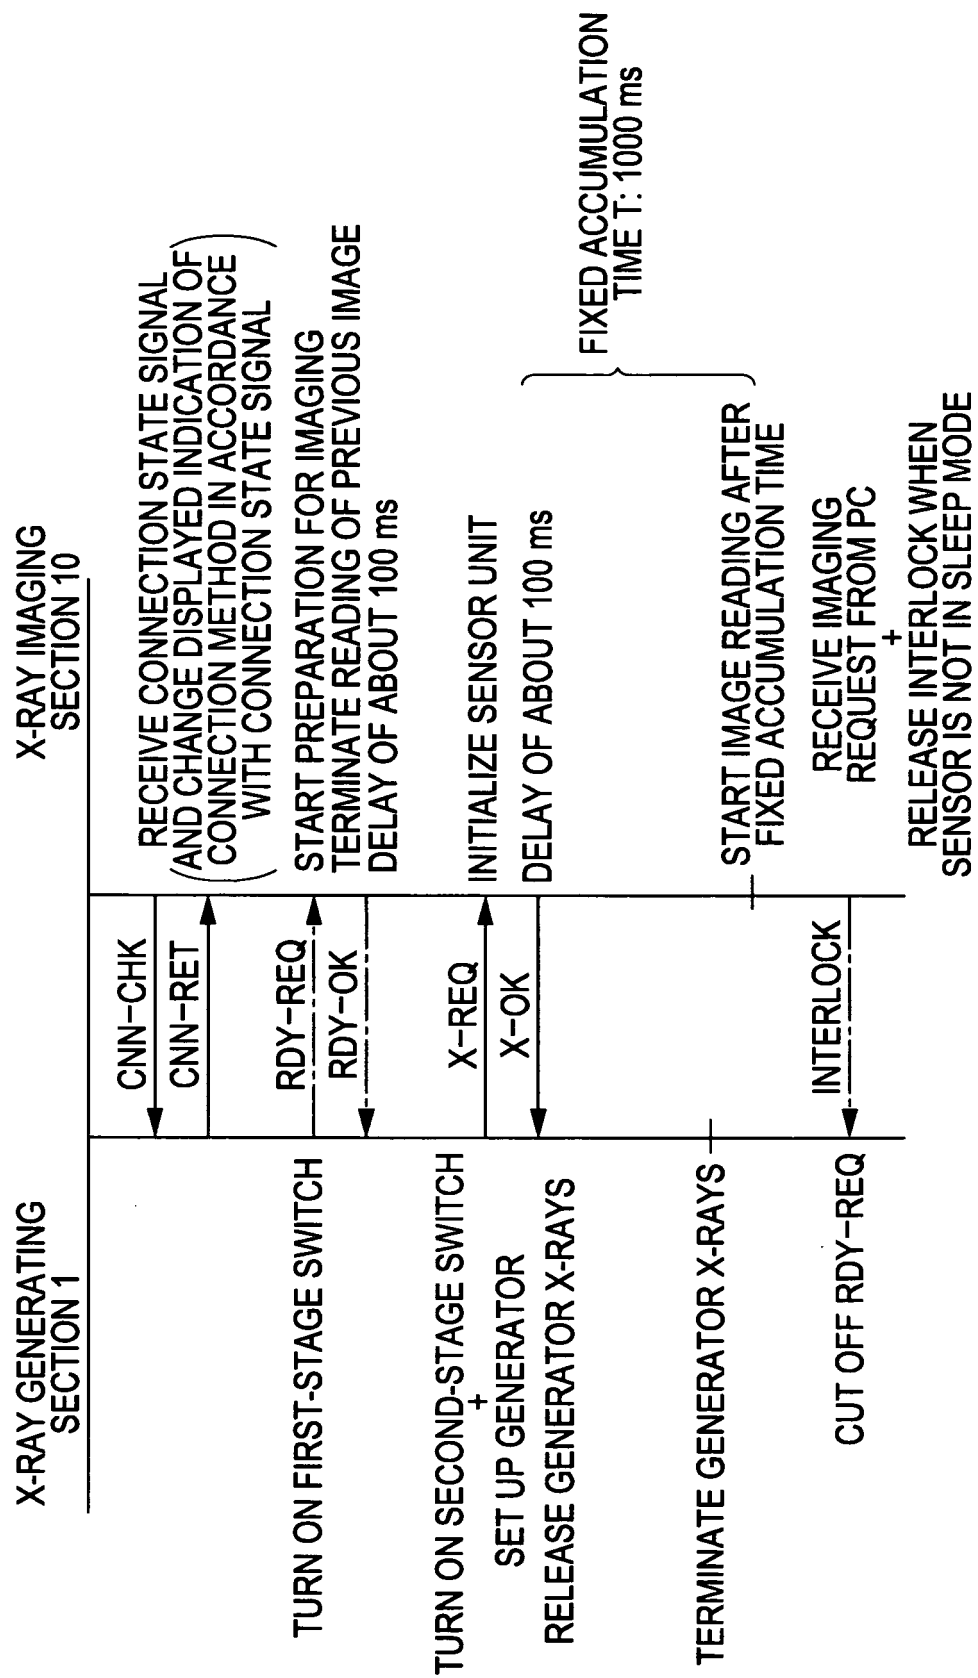 X-RAY GENERATING
SECTION 1
X-RAY IMAGING
SECTION 10
CNN-CHK
RECEIVE CONNECTION STATE SIGNAL
AND CHANGE DISPLAYED INDICATION OF
CONNECTION METHOD IN ACCORDANCE
WITH CONNECTION STATE SIGNAL
CNN-RET
TURN ON FIRST-STAGE SWITCH
RDY-REQ
START PREPARATION FOR IMAGING
TERMINATE READING OF PREVIOUS IMAGE
RDY-OK
DELAY OF ABOUT 100 ms
TURN ON SECOND-STAGE SWITCH
+
SET UP GENERATOR
X-REQ
INITIALIZE SENSOR UNIT
RELEASE GENERATOR X-RAYS
X-OK
DELAY OF ABOUT 100 ms
FIXED ACCUMULATION
TIME T: 1000 ms
TERMINATE GENERATOR X-RAYS
START IMAGE READING AFTER
FIXED ACCUMULATION TIME
CUT OFF RDY-REQ
INTERLOCK
RECEIVE IMAGING
REQUEST FROM PC
+
RELEASE INTERLOCK WHEN
SENSOR IS NOT IN SLEEP MODE